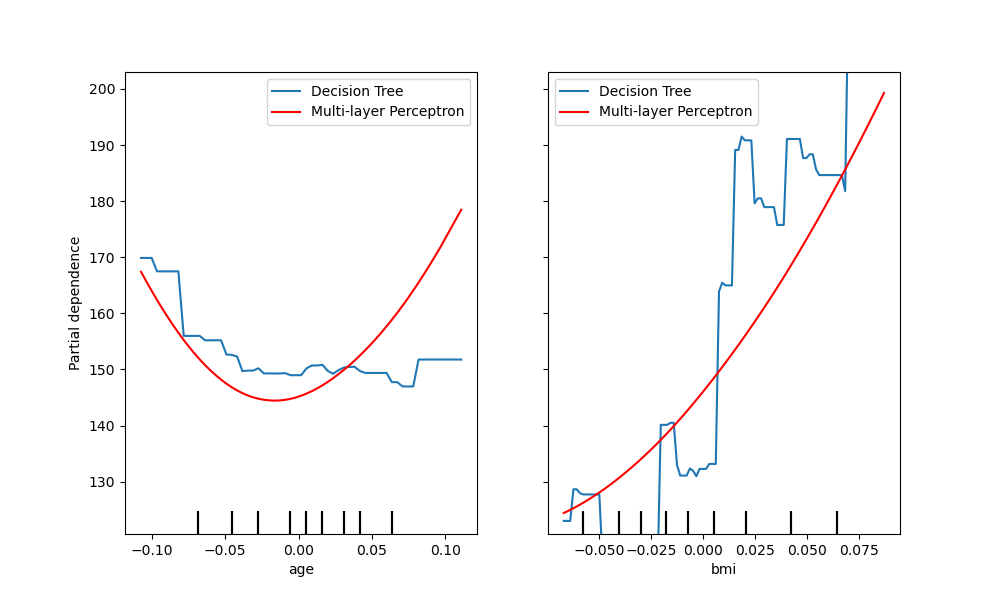 Decision Tree
Multi-layer Perceptron
200
190
180
170
160
150
140
130
Partial dependence
−0.10 −0.05 0.00 0.05 0.10
age
Decision Tree
Multi-layer Perceptron
−0.050 −0.025 0.000 0.025 0.050 0.075
bmi